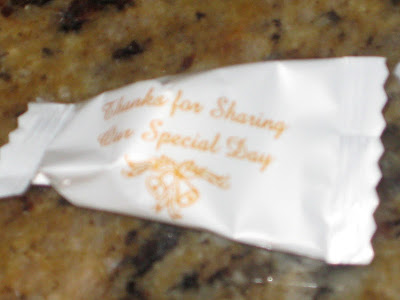 Thanks for Sharing
Our Special Day